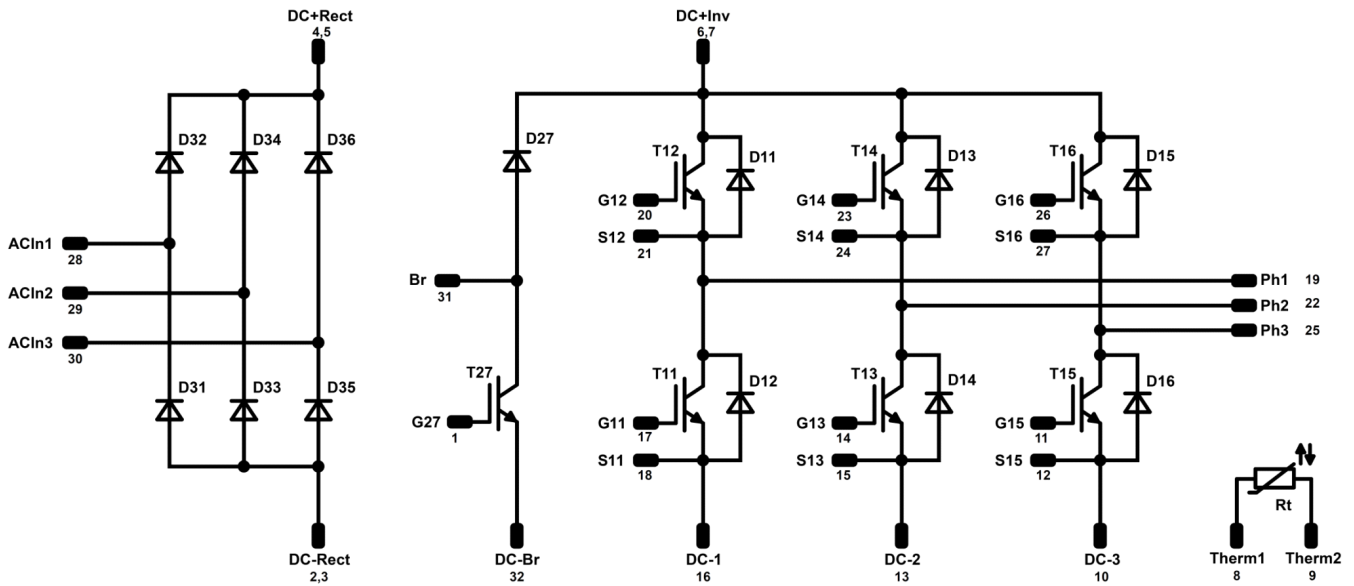 DC+Rect
4,5
DC+Inv
6,7
D32
D34
D36
D27
T12
D11
T14
D13
T16
D15
G12
20
G14
23
G16
26
S12
21
S14
24
S16
27
ACIn1
28
Br
31
Ph1 19
ACIn2
29
Ph2 22
ACIn3
30
Ph3 25
D31
D33
D35
T27
T11
D12
T13
D14
T15
D16
G27
1
G11
17
G13
14
G15
11
S11
18
S13
15
S15
12
Rt
DC-Rect
2,3
DC-Br
32
DC-1
16
DC-2
13
DC-3
10
Therm1
8
Therm2
9